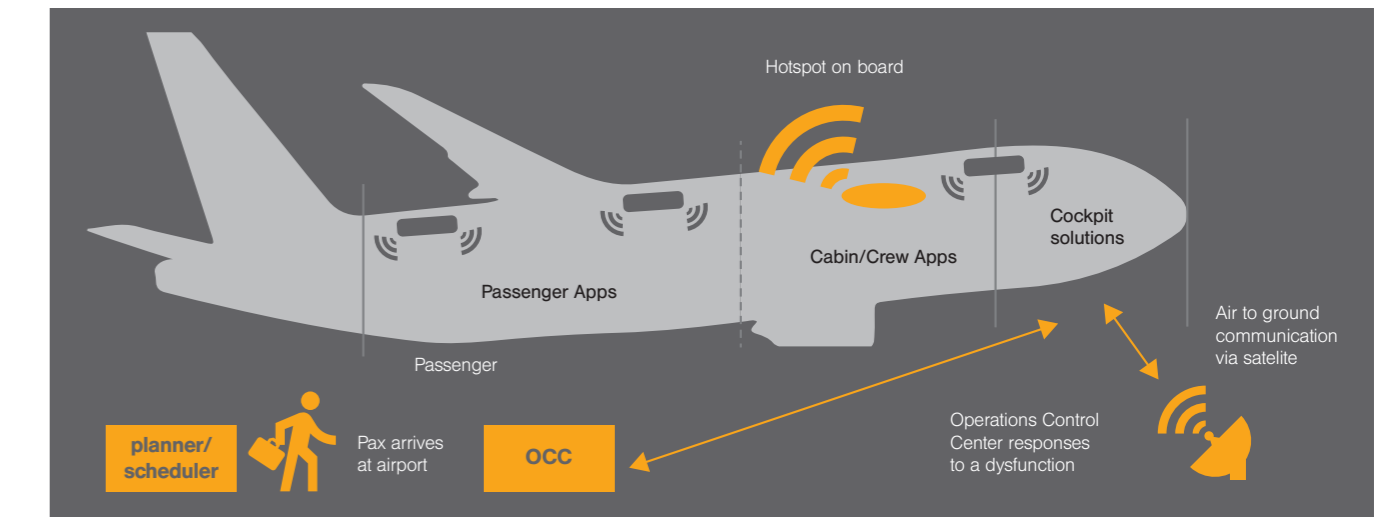 Hotspot on board
Cockpit
solutions
Cabin/Crew Apps
Passenger Apps
Air to ground
communication
via satelite
Passenger
planner/
scheduler
Pax arrives
at airport
OCC
Operations Control
Center responses
to a dysfunction